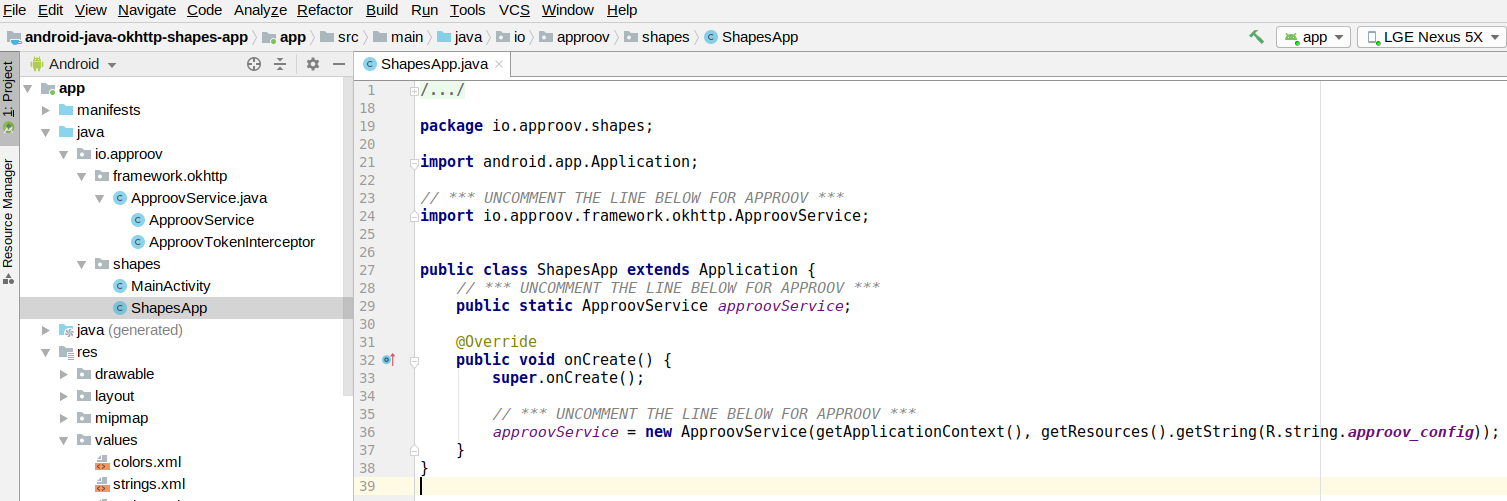 File Edit View Navigate Code Analyze Refactor Build Run Tools VCS Window Help
android-java-okhttp-shapes-app app src main java io approov shapes ShapesApp app LGE Nexus 5X
1: Project
Resource Manager
Android
app
manifests
java
io.approov
framework.okhttp
ApproovService.java
ApproovService
ApproovTokenInterceptor
shapes
MainActivity
ShapesApp
java (generated)
res
drawable
layout
mipmap
values
colors.xml
strings.xml
ShapesApp.java
1 /.../
18
19 package io.approov.shapes;
20
21 import android.app.Application;
22
23 // *** UNCOMMENT THE LINE BELOW FOR APPROOV ***
24 import io.approov.framework.okhttp.ApproovService;
25
26
27 public class ShapesApp extends Application {
28 // *** UNCOMMENT THE LINE BELOW FOR APPROOV ***
29 public static ApproovService approovService;
30
31 @Override
32 public void onCreate() {
33 super.onCreate();
34
35 // *** UNCOMMENT THE LINE BELOW FOR APPROOV ***
36 approovService = new ApproovService(getApplicationContext(), getResources().getString(R.string.approov_config));
37 }
38 }
39